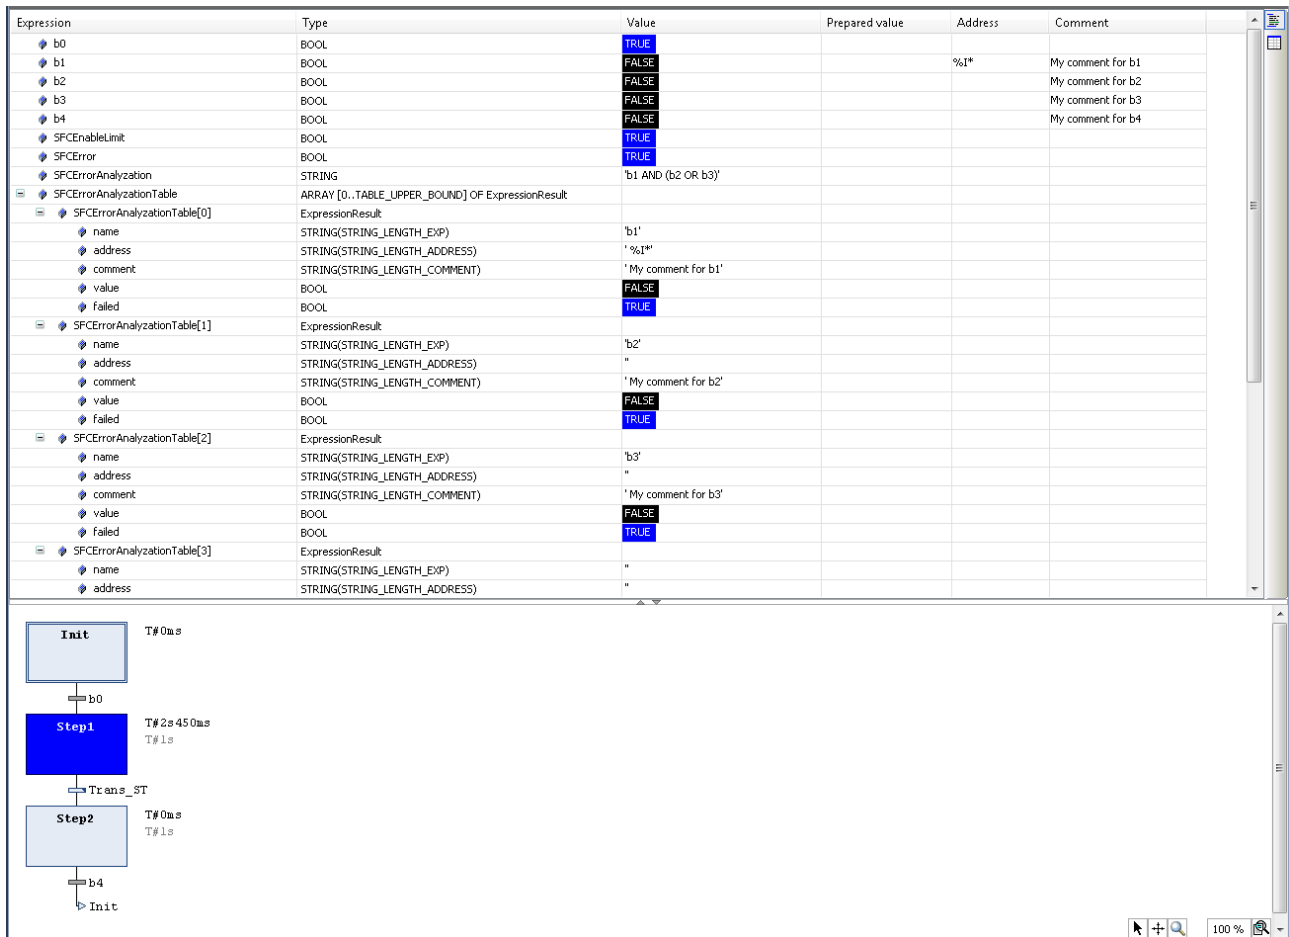 Expression Type Value Prepared value Address Comment
b0 BOOL TRUE
b1 BOOL FALSE %I* My comment for b1
b2 BOOL FALSE My comment for b2
b3 BOOL FALSE My comment for b3
b4 BOOL FALSE My comment for b4
SFCEnableLimit BOOL TRUE
SFCError BOOL TRUE
SFCErrorAnalyzation STRING 'b1 AND (b2 OR b3)'
SFCErrorAnalyzationTable ARRAY [0..TABLE_UPPER_BOUND] OF ExpressionResult
SFCErrorAnalyzationTable[0] ExpressionResult
name STRING(STRING_LENGTH_EXP) 'b1'
address STRING(STRING_LENGTH_ADDRESS) ' %I*'
comment STRING(STRING_LENGTH_COMMENT) ' My comment for b1'
value BOOL FALSE
failed BOOL TRUE
SFCErrorAnalyzationTable[1] ExpressionResult
name STRING(STRING_LENGTH_EXP) 'b2'
address STRING(STRING_LENGTH_ADDRESS) ''
comment STRING(STRING_LENGTH_COMMENT) ' My comment for b2'
value BOOL FALSE
failed BOOL TRUE
SFCErrorAnalyzationTable[2] ExpressionResult
name STRING(STRING_LENGTH_EXP) 'b3'
address STRING(STRING_LENGTH_ADDRESS) ''
comment STRING(STRING_LENGTH_COMMENT) ' My comment for b3'
value BOOL FALSE
failed BOOL TRUE
SFCErrorAnalyzationTable[3] ExpressionResult
name STRING(STRING_LENGTH_EXP) ''
address STRING(STRING_LENGTH_ADDRESS) ''
Init T#0ms
b0
Step1 T#2s450ms
T#1s
Trans_ST
Step2 T#0ms
T#1s
b4
Init
100 %